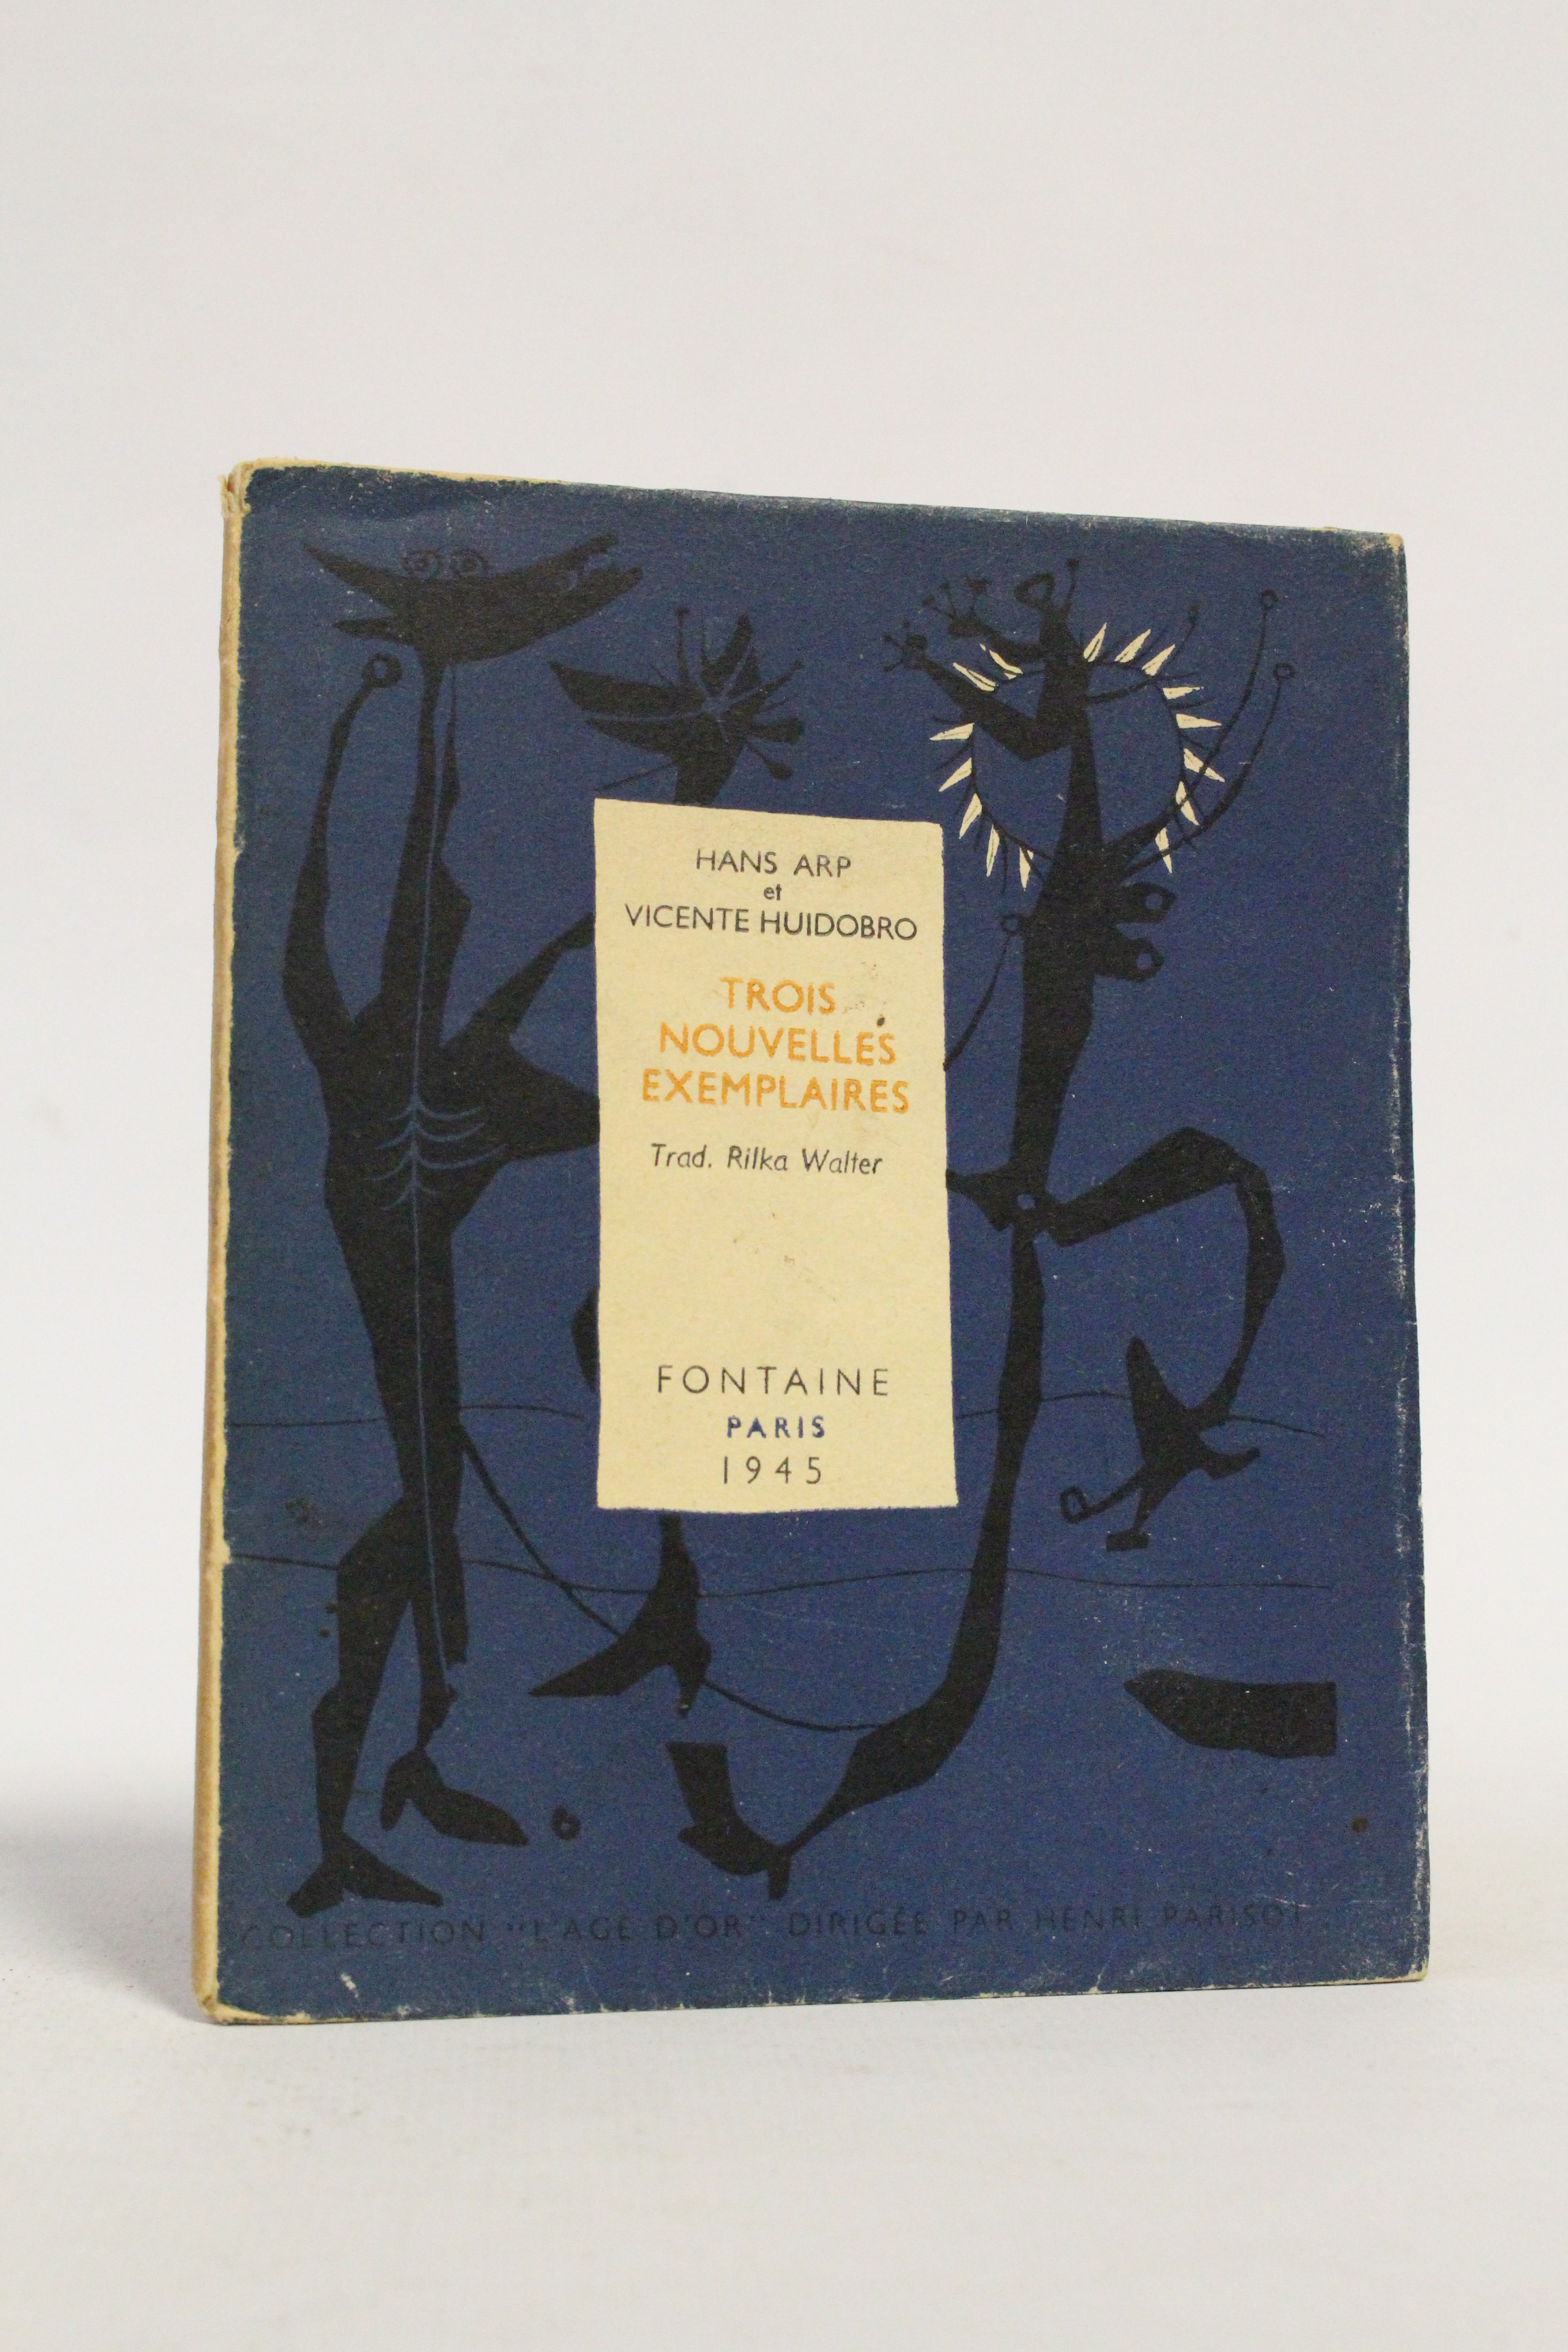 HANS ARP
et
VICENTE HUIDOBRO
TROIS
NOUVELLES
EXEMPLAIRES
Trad. Rilka Walter
FONTAINE
PARIS
1945
COLLECTION "L'AGE D'OR" DIRIGÉE PAR HENRI PARISOT